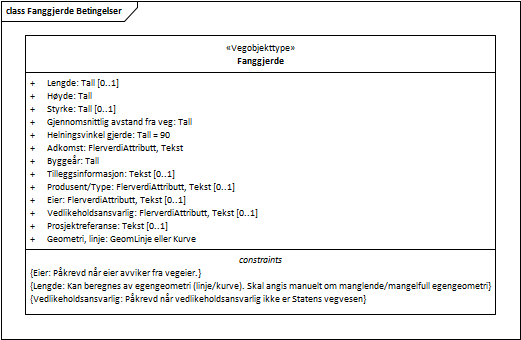 class Fanggjerde Betingelser
«Vegobjekttype»
Fanggjerde
+ Lengde: Tall [0..1]
+ Høyde: Tall
+ Styrke: Tall [0..1]
+ Gjennomsnittlig avstand fra veg: Tall
+ Helningsvinkel gjerde: Tall = 90
+ Adkomst: FlerverdiAttributt, Tekst
+ Byggeår: Tall
+ Tilleggsinformasjon: Tekst [0..1]
+ Produsent/Type: FlerverdiAttributt, Tekst [0..1]
+ Eier: FlerverdiAttributt, Tekst [0..1]
+ Vedlikeholdsansvarlig: FlerverdiAttributt, Tekst [0..1]
+ Prosjektreferanse: Tekst [0..1]
+ Geometri, linje: GeomLinje eller Kurve
constraints
{Eier: Påkrevd når eier avviker fra vegeier.}
{Lengde: Kan beregnes av egengeometri (linje/kurve). Skal angis manuelt om manglende/mangelfull egengeometri}
{Vedlikeholdsansvarlig: Påkrevd når vedlikeholdsansvarlig ikke er Statens vegvesen}